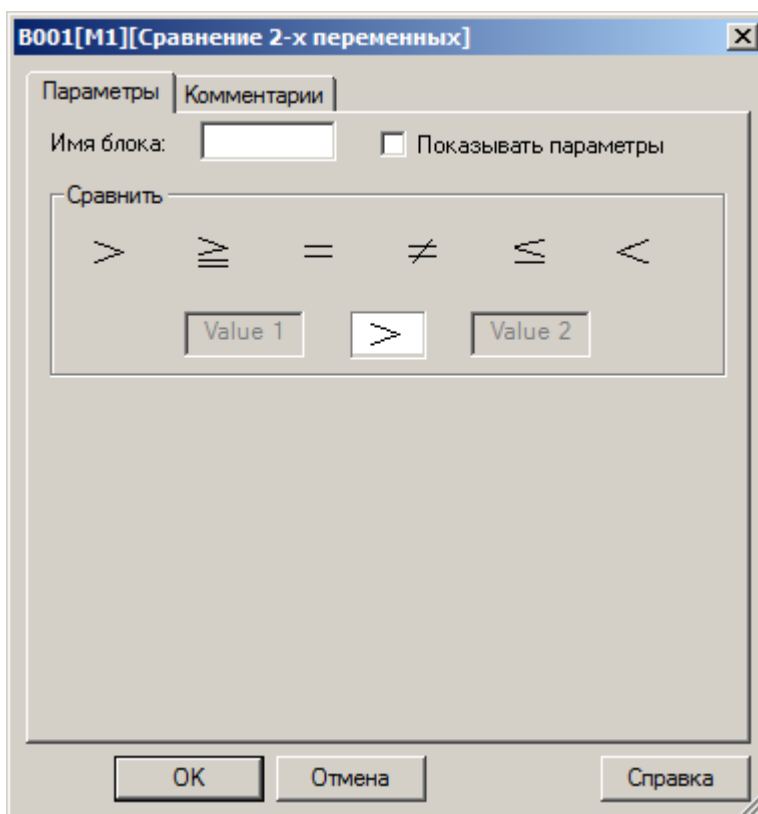 B001[M1][Сравнение 2-х переменных]
Параметры Комментарии
Имя блока: Показывать параметры
Сравнить
> ≧ = ≠ ≤ <
Value 1 > Value 2
OK Отмена Справка